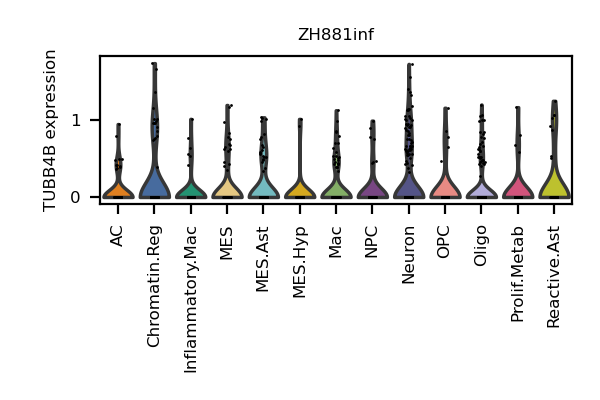 ZH881inf
TUBB4B expression
1
0
AC
Chromatin.Reg
Inflammatory.Mac
MES
MES.Ast
MES.Hyp
Mac
NPC
Neuron
OPC
Oligo
Prolif.Metab
Reactive.Ast